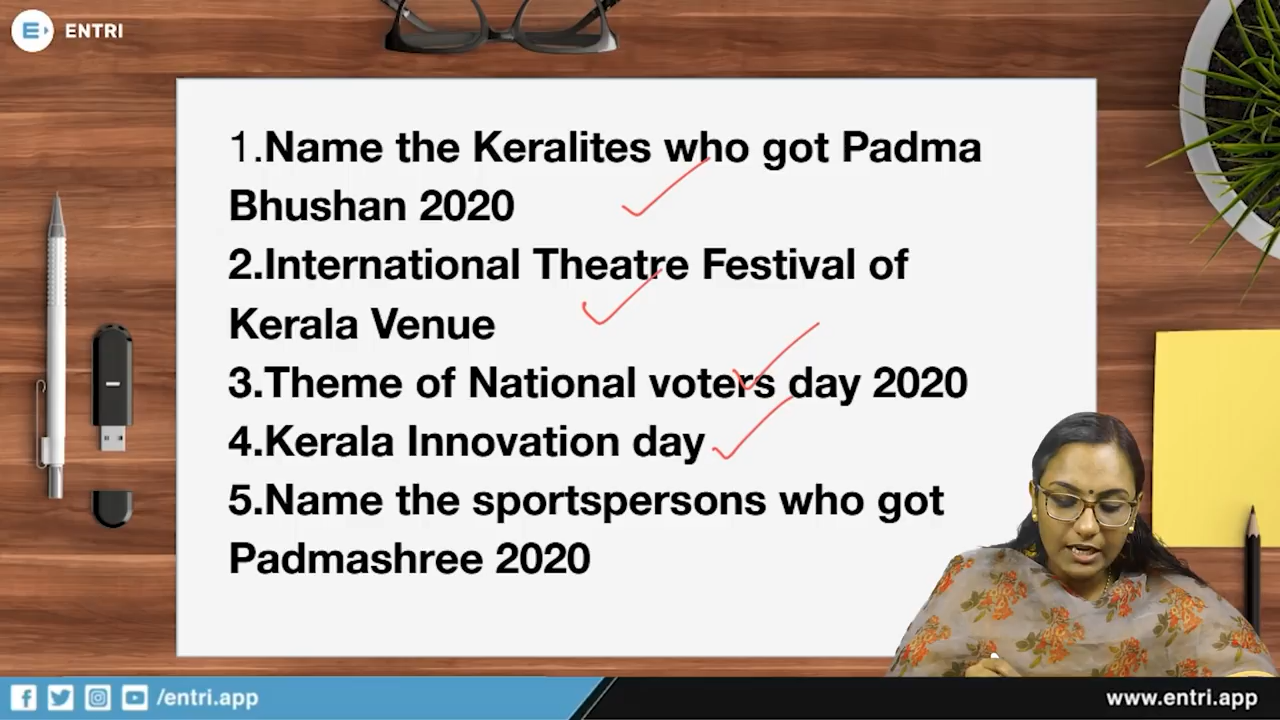 ENTRI
1.Name the Keralites who got Padma
Bhushan 2020
2.International Theatre Festival of
Kerala Venue
3.Theme of National voters day 2020
4.Kerala Innovation day
5.Name the sportspersons who got
Padmashree 2020
/entri.app
www.entri.app